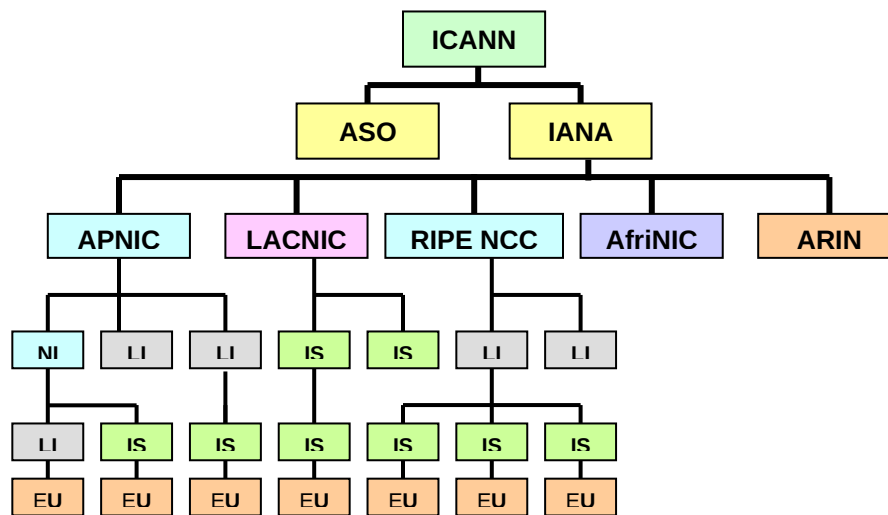 ICANN
ASO IANA
APNIC LACNIC RIPE NCC AfriNIC ARIN
NI LI LI IS IS LI LI
LI IS IS IS IS IS IS
EU EU EU EU EU EU EU